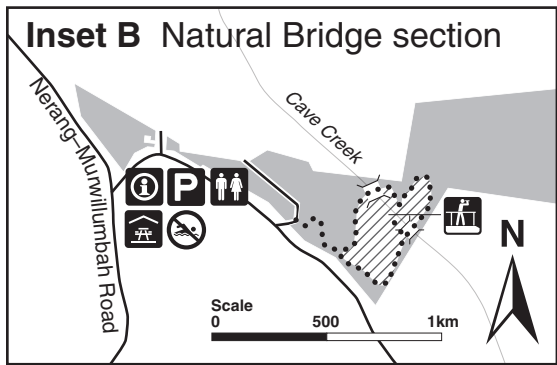 Inset B Natural Bridge section
Nerang–Murwillumbah Road
Cave Creek
i
P
N
Scale
0 500 1km